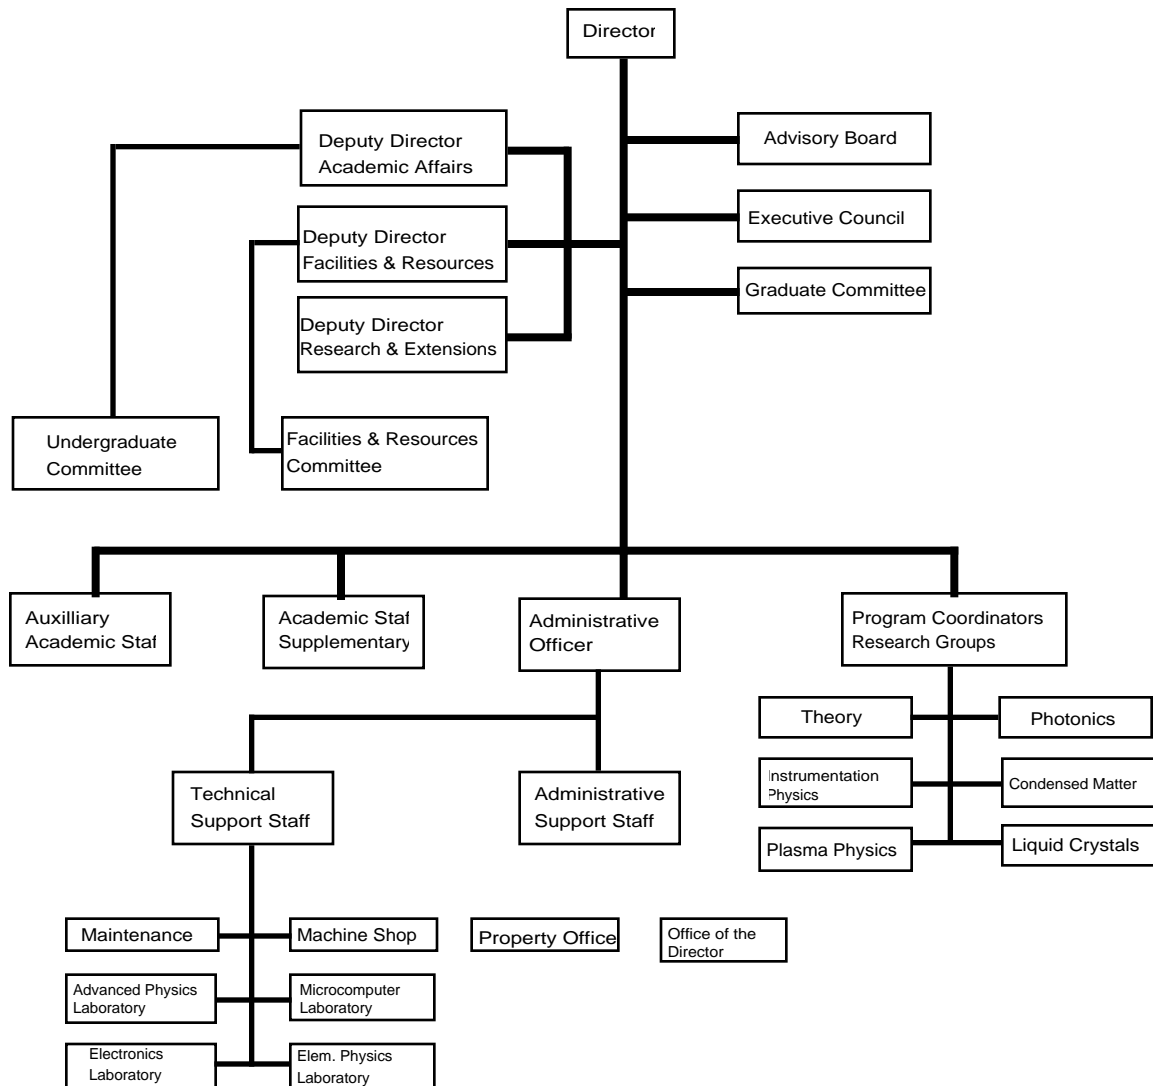 Director
Advisory Board
Deputy Director
Academic Affairs
Executive Council
Deputy Director
Facilities & Resources
Graduate Committee
Deputy Director
Research & Extensions
Undergraduate
Committee
Facilities & Resources
Committee
Auxilliary
Academic Staf
Academic Staf
Supplementary
Administrative
Officer
Program Coordinators
Research Groups
Theory
Photonics
Instrumentation
Physics
Condensed Matter
Plasma Physics
Liquid Crystals
Technical
Support Staff
Administrative
Support Staff
Maintenance
Machine Shop
Property Office
Office of the
Director
Advanced Physics
Laboratory
Microcomputer
Laboratory
Electronics
Laboratory
Elem. Physics
Laboratory